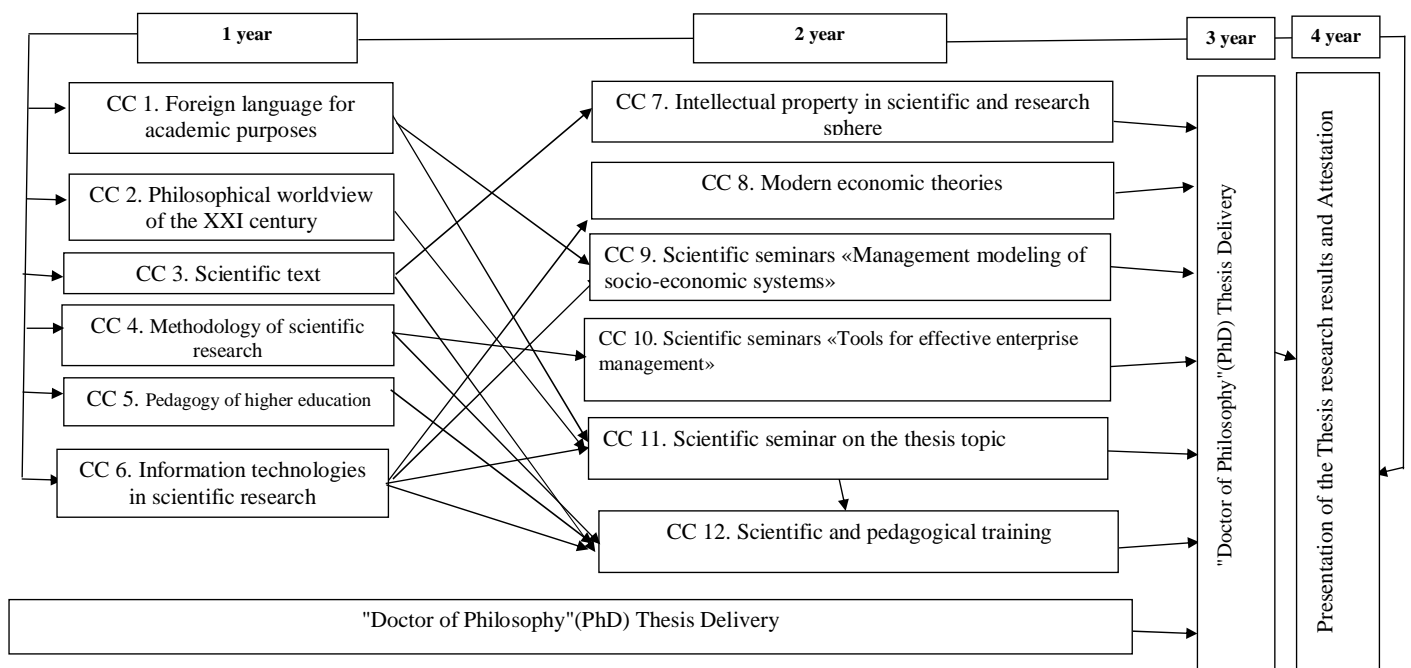 1 year
2 year
3 year
4 year
CC 1. Foreign language for
academic purposes
CC 2. Philosophical worldview
of the XXI century
CC 3. Scientific text
CC 4. Methodology of scientific
research
CC 5. Pedagogy of higher education
CC 6. Information technologies
in scientific research
CC 7. Intellectual property in scientific and research
sphere
CC 8. Modern economic theories
CC 9. Scientific seminars «Management modeling of
socio-economic systems»
CC 10. Scientific seminars «Tools for effective enterprise
management»
CC 11. Scientific seminar on the thesis topic
CC 12. Scientific and pedagogical training
"Doctor of Philosophy"(PhD) Thesis Delivery
"Doctor of Philosophy"(PhD) Thesis Delivery
Presentation of the Thesis research results and Attestation